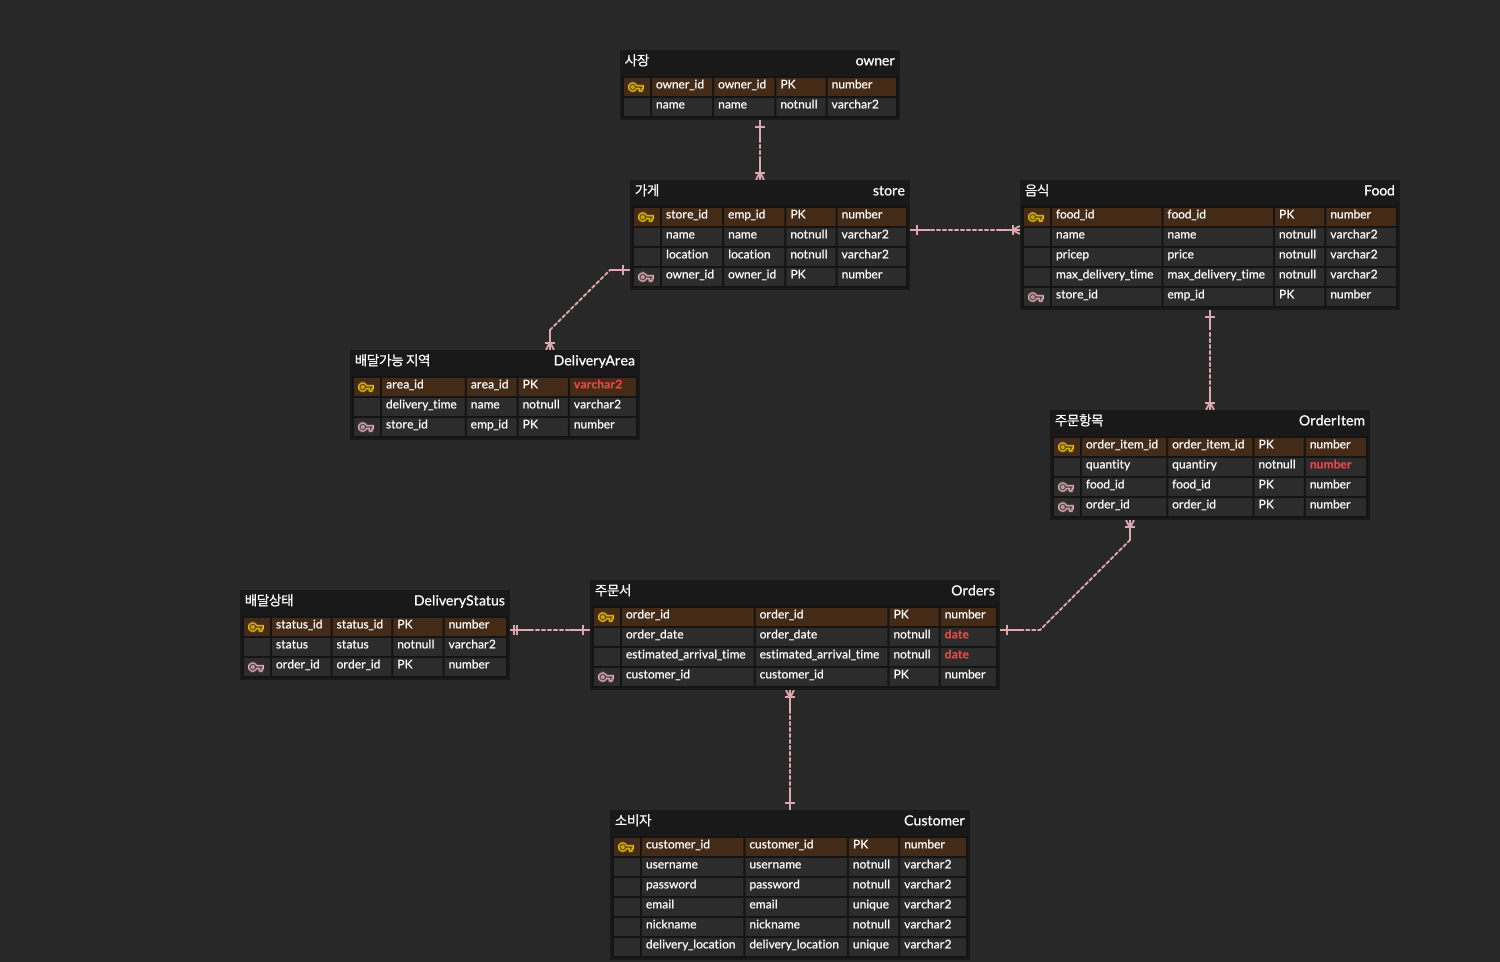 사장 owner
owner_id owner_id PK number
name name notnull varchar2
가게 store
store_id emp_id PK number
name name notnull varchar2
location location notnull varchar2
owner_id owner_id PK number
음식 Food
food_id food_id PK number
name name notnull varchar2
pricep price notnull varchar2
max_delivery_time max_delivery_time notnull varchar2
store_id emp_id PK number
배달가능 지역 DeliveryArea
area_id area_id PK varchar2
delivery_time name notnull varchar2
store_id emp_id PK number
주문항목 OrderItem
order_item_id order_item_id PK number
quantity quantiry notnull number
food_id food_id PK number
order_id order_id PK number
배달상태 DeliveryStatus
status_id status_id PK number
status status notnull varchar2
order_id order_id PK number
주문서 Orders
order_id order_id PK number
order_date order_date notnull date
estimated_arrival_time estimated_arrival_time notnull date
customer_id customer_id PK number
소비자 Customer
customer_id customer_id PK number
username username notnull varchar2
password password notnull varchar2
email email unique varchar2
nickname nickname notnull varchar2
delivery_location delivery_location unique varchar2